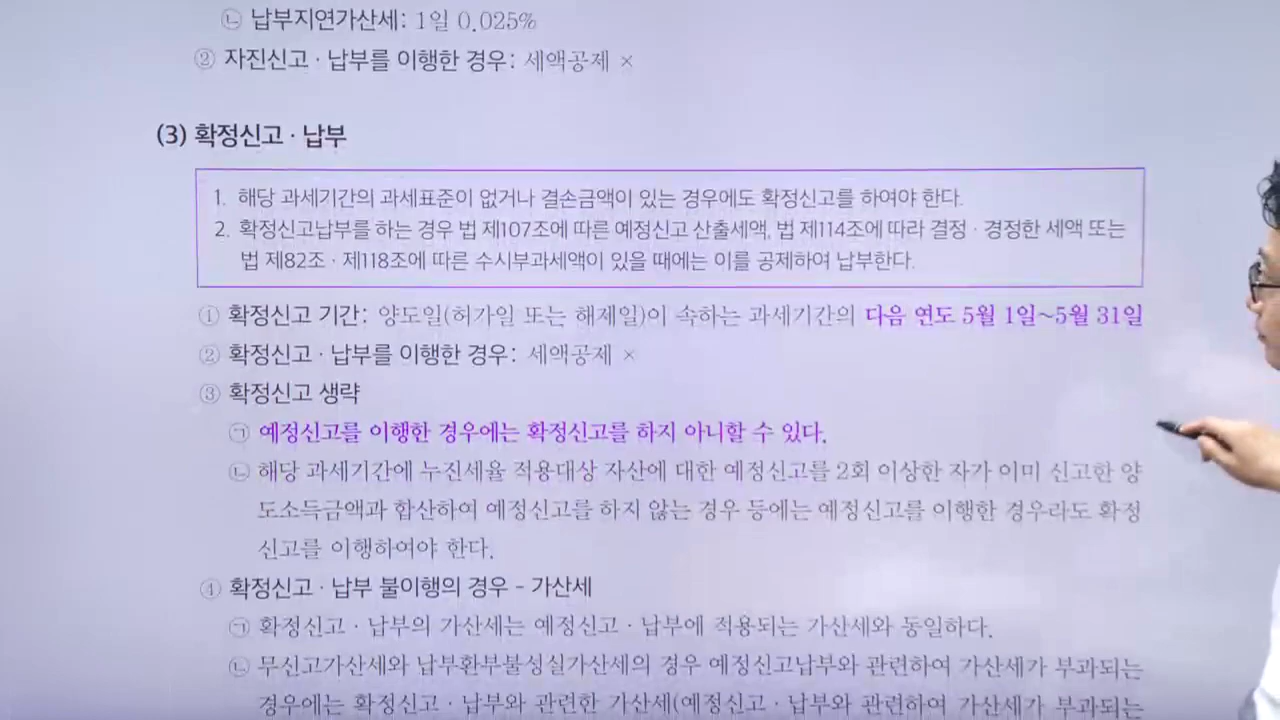 ㉡ 납부지연가산세: 1일 0.025%
② 자진신고 · 납부를 이행한 경우: 세액공제 ×
(3) 확정신고 · 납부
1. 해당 과세기간의 과세표준이 없거나 결손금액이 있는 경우에도 확정신고를 하여야 한다.
2. 확정신고납부를 하는 경우 법 제107조에 따른 예정신고 산출세액, 법 제114조에 따라 결정 · 경정한 세액 또는
법 제82조 · 제118조에 따른 수시부과세액이 있을 때에는 이를 공제하여 납부한다.
① 확정신고 기간: 양도일(허가일 또는 해제일)이 속하는 과세기간의 다음 연도 5월 1일~5월 31일
② 확정신고 · 납부를 이행한 경우: 세액공제 ×
③ 확정신고 생략
㉠ 예정신고를 이행한 경우에는 확정신고를 하지 아니할 수 있다.
㉡ 해당 과세기간에 누진세율 적용대상 자산에 대한 예정신고를 2회 이상한 자가 이미 신고한 양
도소득금액과 합산하여 예정신고를 하지 않는 경우 등에는 예정신고를 이행한 경우라도 확정
신고를 이행하여야 한다.
④ 확정신고 · 납부 불이행의 경우 - 가산세
㉠ 확정신고 · 납부의 가산세는 예정신고 · 납부에 적용되는 가산세와 동일하다.
㉡ 무신고가산세와 납부환부불성실가산세의 경우 예정신고납부와 관련하여 가산세가 부과되는
경우에는 확정신고 · 납부와 관련한 가산세(예정신고 · 납부와 관련하여 가산세가 부과되는